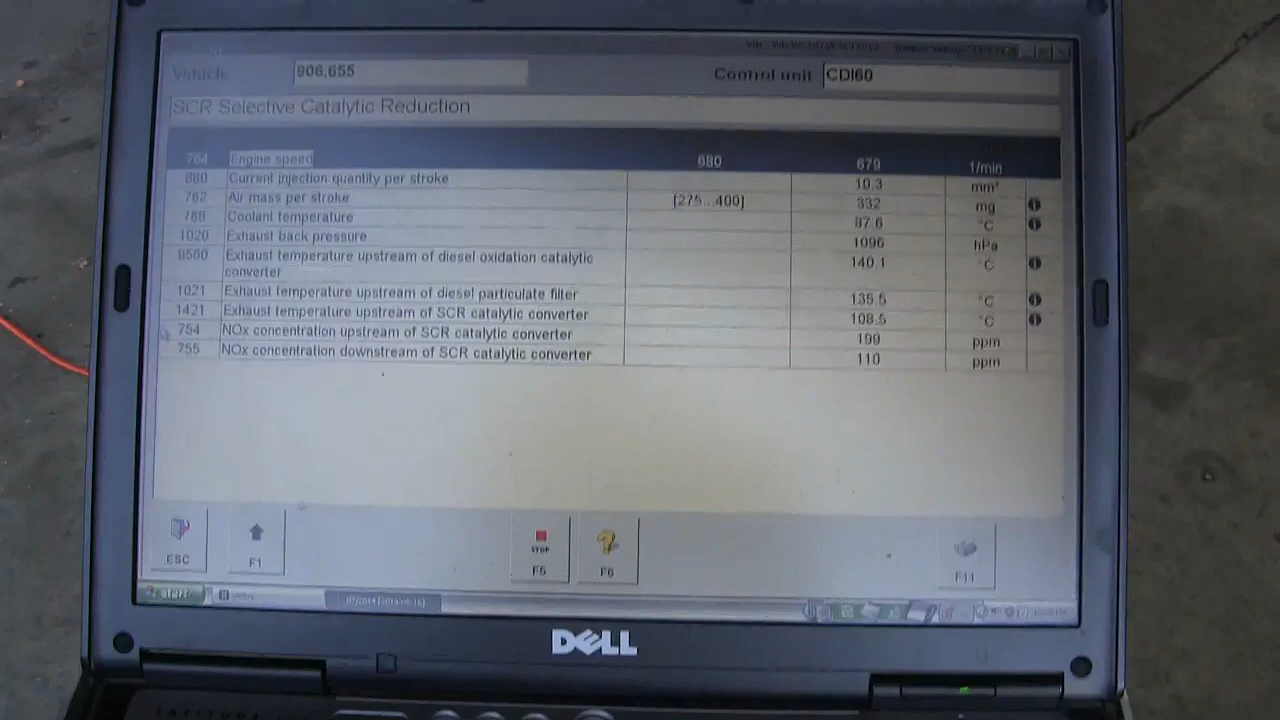 Vehicle 906,655 Control unit CDI60
SCR Selective Catalytic Reduction
764 Engine speed 680 679 1/min
880 Current injection quantity per stroke 10.3 mm³
762 Air mass per stroke [275...400] 332 mg
768 Coolant temperature 87.6 °C
1020 Exhaust back pressure 1096 hPa
9560 Exhaust temperature upstream of diesel oxidation catalytic
converter 140.1 °C
1021 Exhaust temperature upstream of diesel particulate filter 135.5 °C
1421 Exhaust temperature upstream of SCR catalytic converter 108.5 °C
754 NOx concentration upstream of SCR catalytic converter 199 ppm
755 NOx concentration downstream of SCR catalytic converter 110 ppm
STOP
ESC F1 F5 F6 F11
start
DELL
LATITUDE